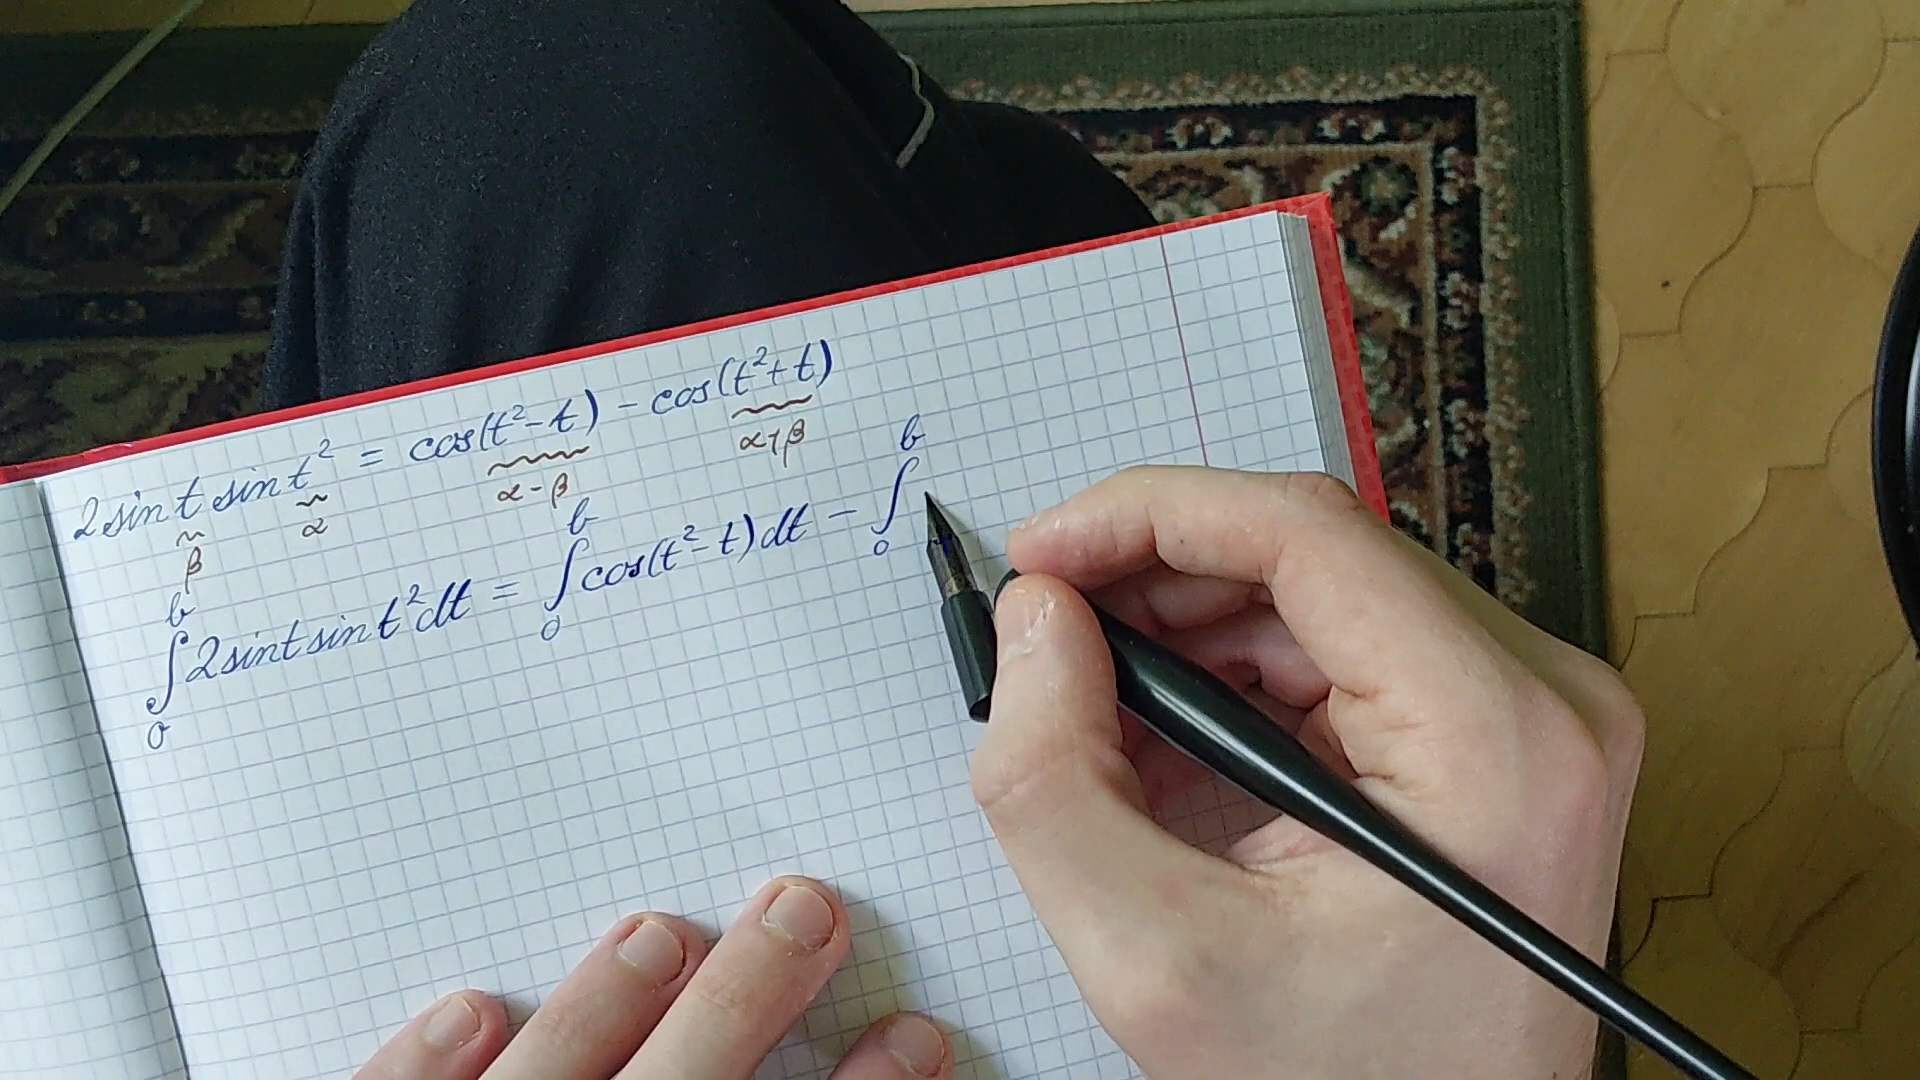 2 sin t sin t² = cos(t² - t) - cos(t² + t)
β α α - β α + β
b b b
∫ 2 sin t sin t² dt = ∫ cos(t² - t) dt - ∫
0 0 0